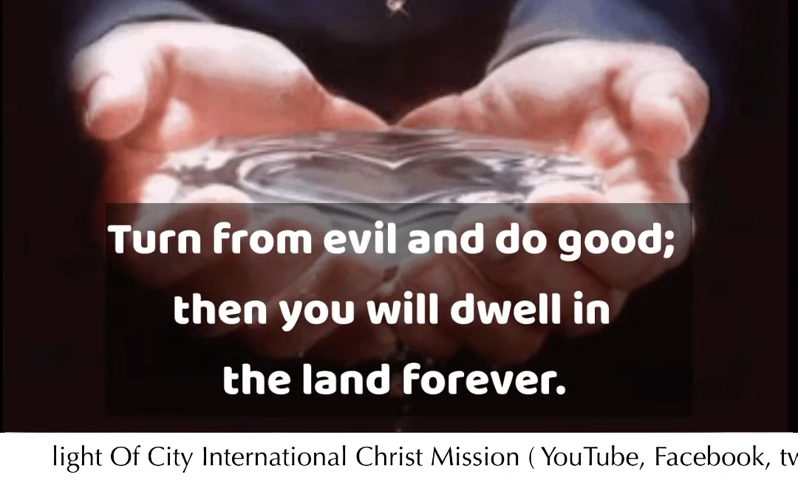 Turn from evil and do good;
then you will dwell in
the land forever.
light Of City International Christ Mission ( YouTube, Facebook,